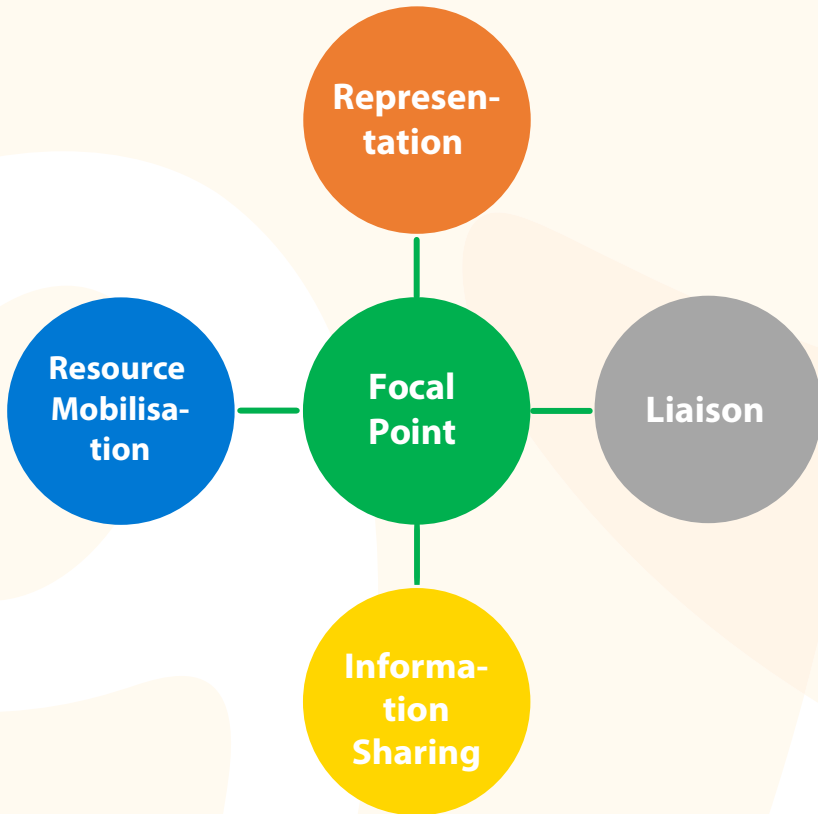 Represen-
tation
Resource
Mobilisa-
tion
Focal
Point
Liaison
Informa-
tion
Sharing